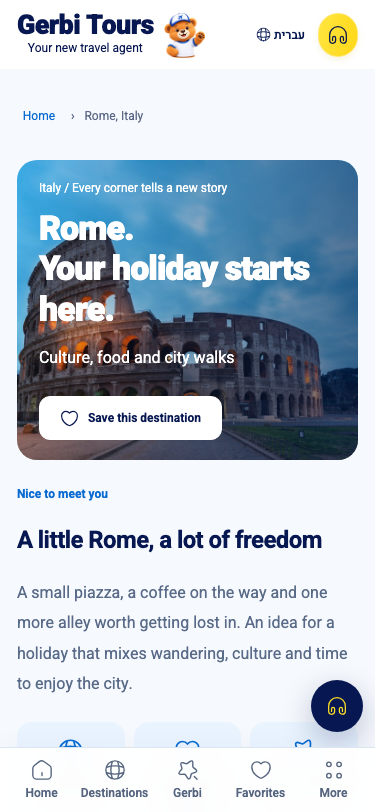 Gerbi Tours
Your new travel agent
עברית
Home › Rome, Italy
Italy / Every corner tells a new story
Rome.
Your holiday starts
here.
Culture, food and city walks
Save this destination
Nice to meet you
A little Rome, a lot of freedom
A small piazza, a coffee on the way and one
more alley worth getting lost in. An idea for a
holiday that mixes wandering, culture and time
to enjoy the city.
Home Destinations Gerbi Favorites More